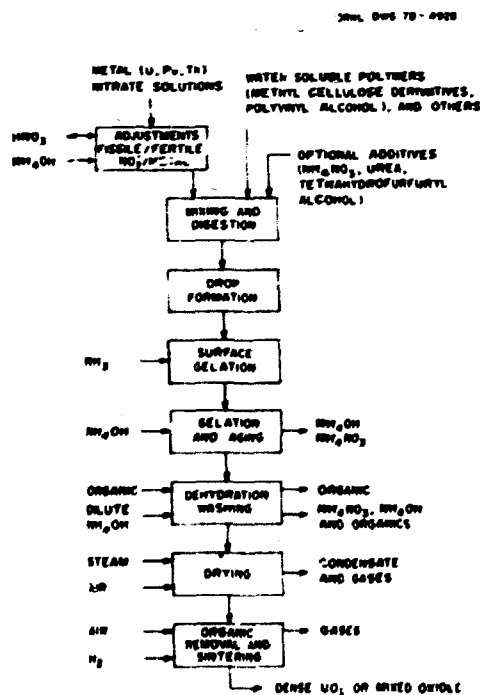 ORNL DWG 78-4928
METAL (U, Pu, Th)
NITRATE SOLUTIONS
WATER SOLUBLE POLYMERS
(METHYL CELLULOSE DERIVATIVES,
POLYVINYL ALCOHOL), AND OTHERS
HNO₃
NH₄OH
ADJUSTMENTS
FISSILE/FERTILE
NO₃⁻/METAL
OPTIONAL ADDITIVES
(NH₄NO₃, UREA,
TETRAHYDROFURFURYL
ALCOHOL)
MIXING AND
DIGESTION
DROP
FORMATION
NH₃
SURFACE
GELATION
NH₄OH
GELATION
AND AGING
NH₄OH
NH₄NO₃
ORGANIC
DILUTE
NH₄OH
DEHYDRATION
WASHING
ORGANIC
NH₄NO₃, NH₄OH
AND ORGANICS
STEAM
AIR
DRYING
CONDENSATE
AND GASES
AIR
H₂
ORGANIC
REMOVAL AND
SINTERING
GASES
DENSE UO₂ OR MIXED OXIDE